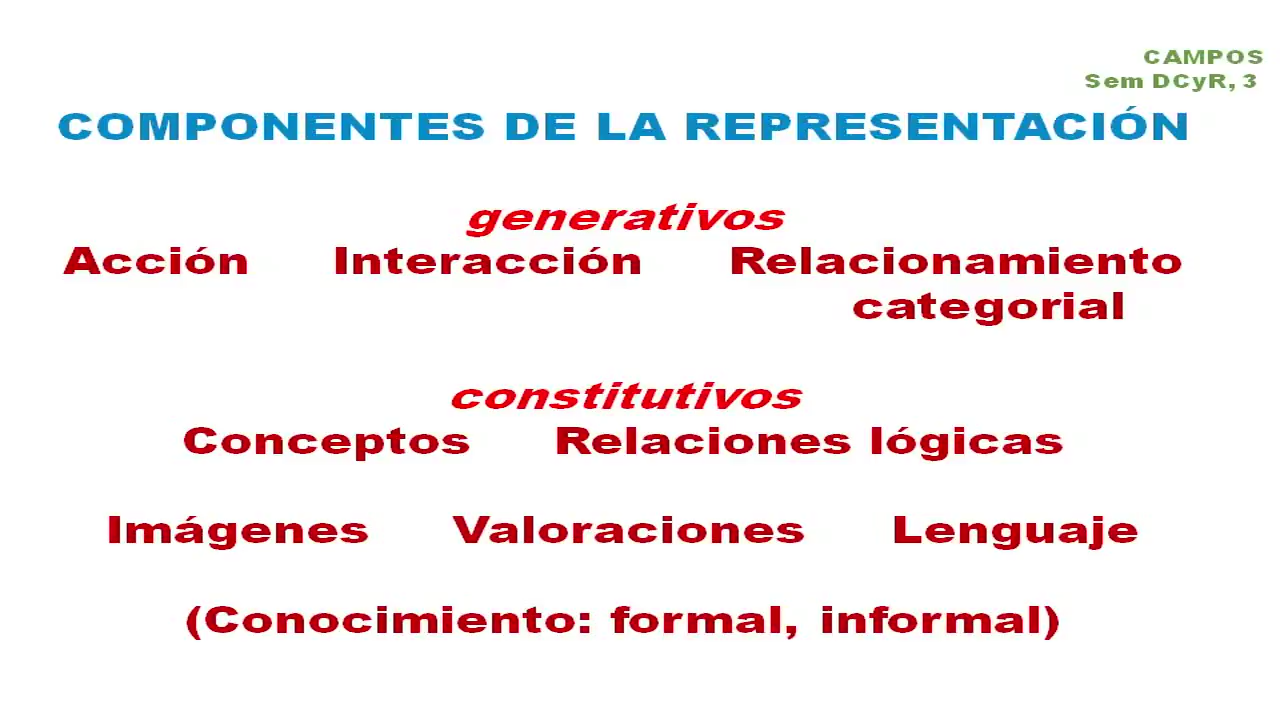 CAMPOS
Sem DCyR, 3
COMPONENTES DE LA REPRESENTACIÓN
generativos
Acción Interacción Relacionamiento
categorial
constitutivos
Conceptos Relaciones lógicas
Imágenes Valoraciones Lenguaje
(Conocimiento: formal, informal)